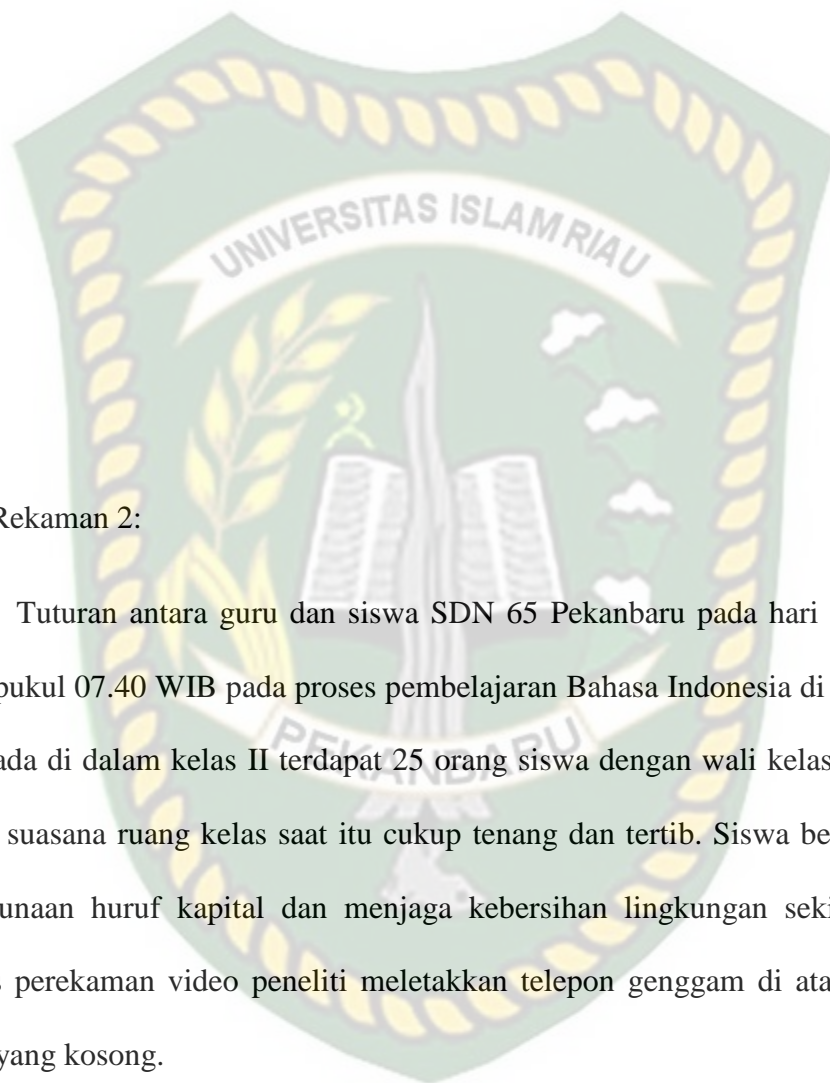 UNIVERSITAS ISLAM RIAU
Rekaman 2:
Tuturan antara guru dan siswa SDN 65 Pekanbaru pada hari
pukul 07.40 WIB pada proses pembelajaran Bahasa Indonesia di
ada di dalam kelas II terdapat 25 orang siswa dengan wali kelas
PEKANBARU
suasana ruang kelas saat itu cukup tenang dan tertib. Siswa be
unaan huruf kapital dan menjaga kebersihan lingkungan seki
perekaman video peneliti meletakkan telepon genggam di ata
yang kosong.